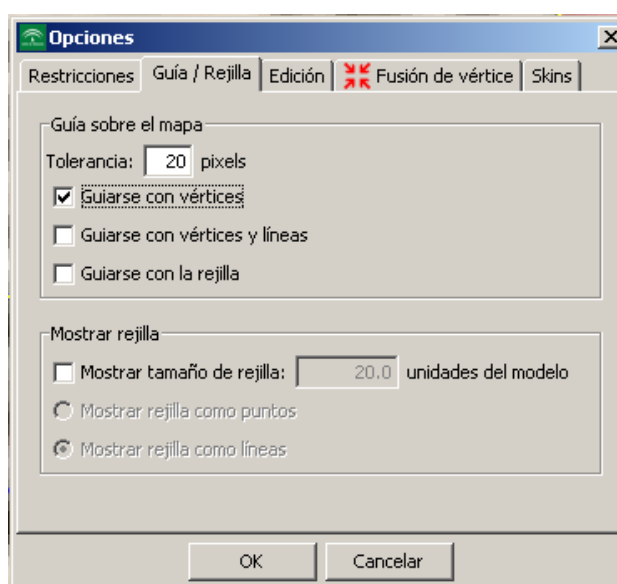 Opciones
Restricciones Guía / Rejilla Edición Fusión de vértice Skins
Guía sobre el mapa
Tolerancia: 20 pixels
Guiarse con vértices
Guiarse con vértices y líneas
Guiarse con la rejilla
Mostrar rejilla
Mostrar tamaño de rejilla: 20.0 unidades del modelo
Mostrar rejilla como puntos
Mostrar rejilla como líneas
OK Cancelar